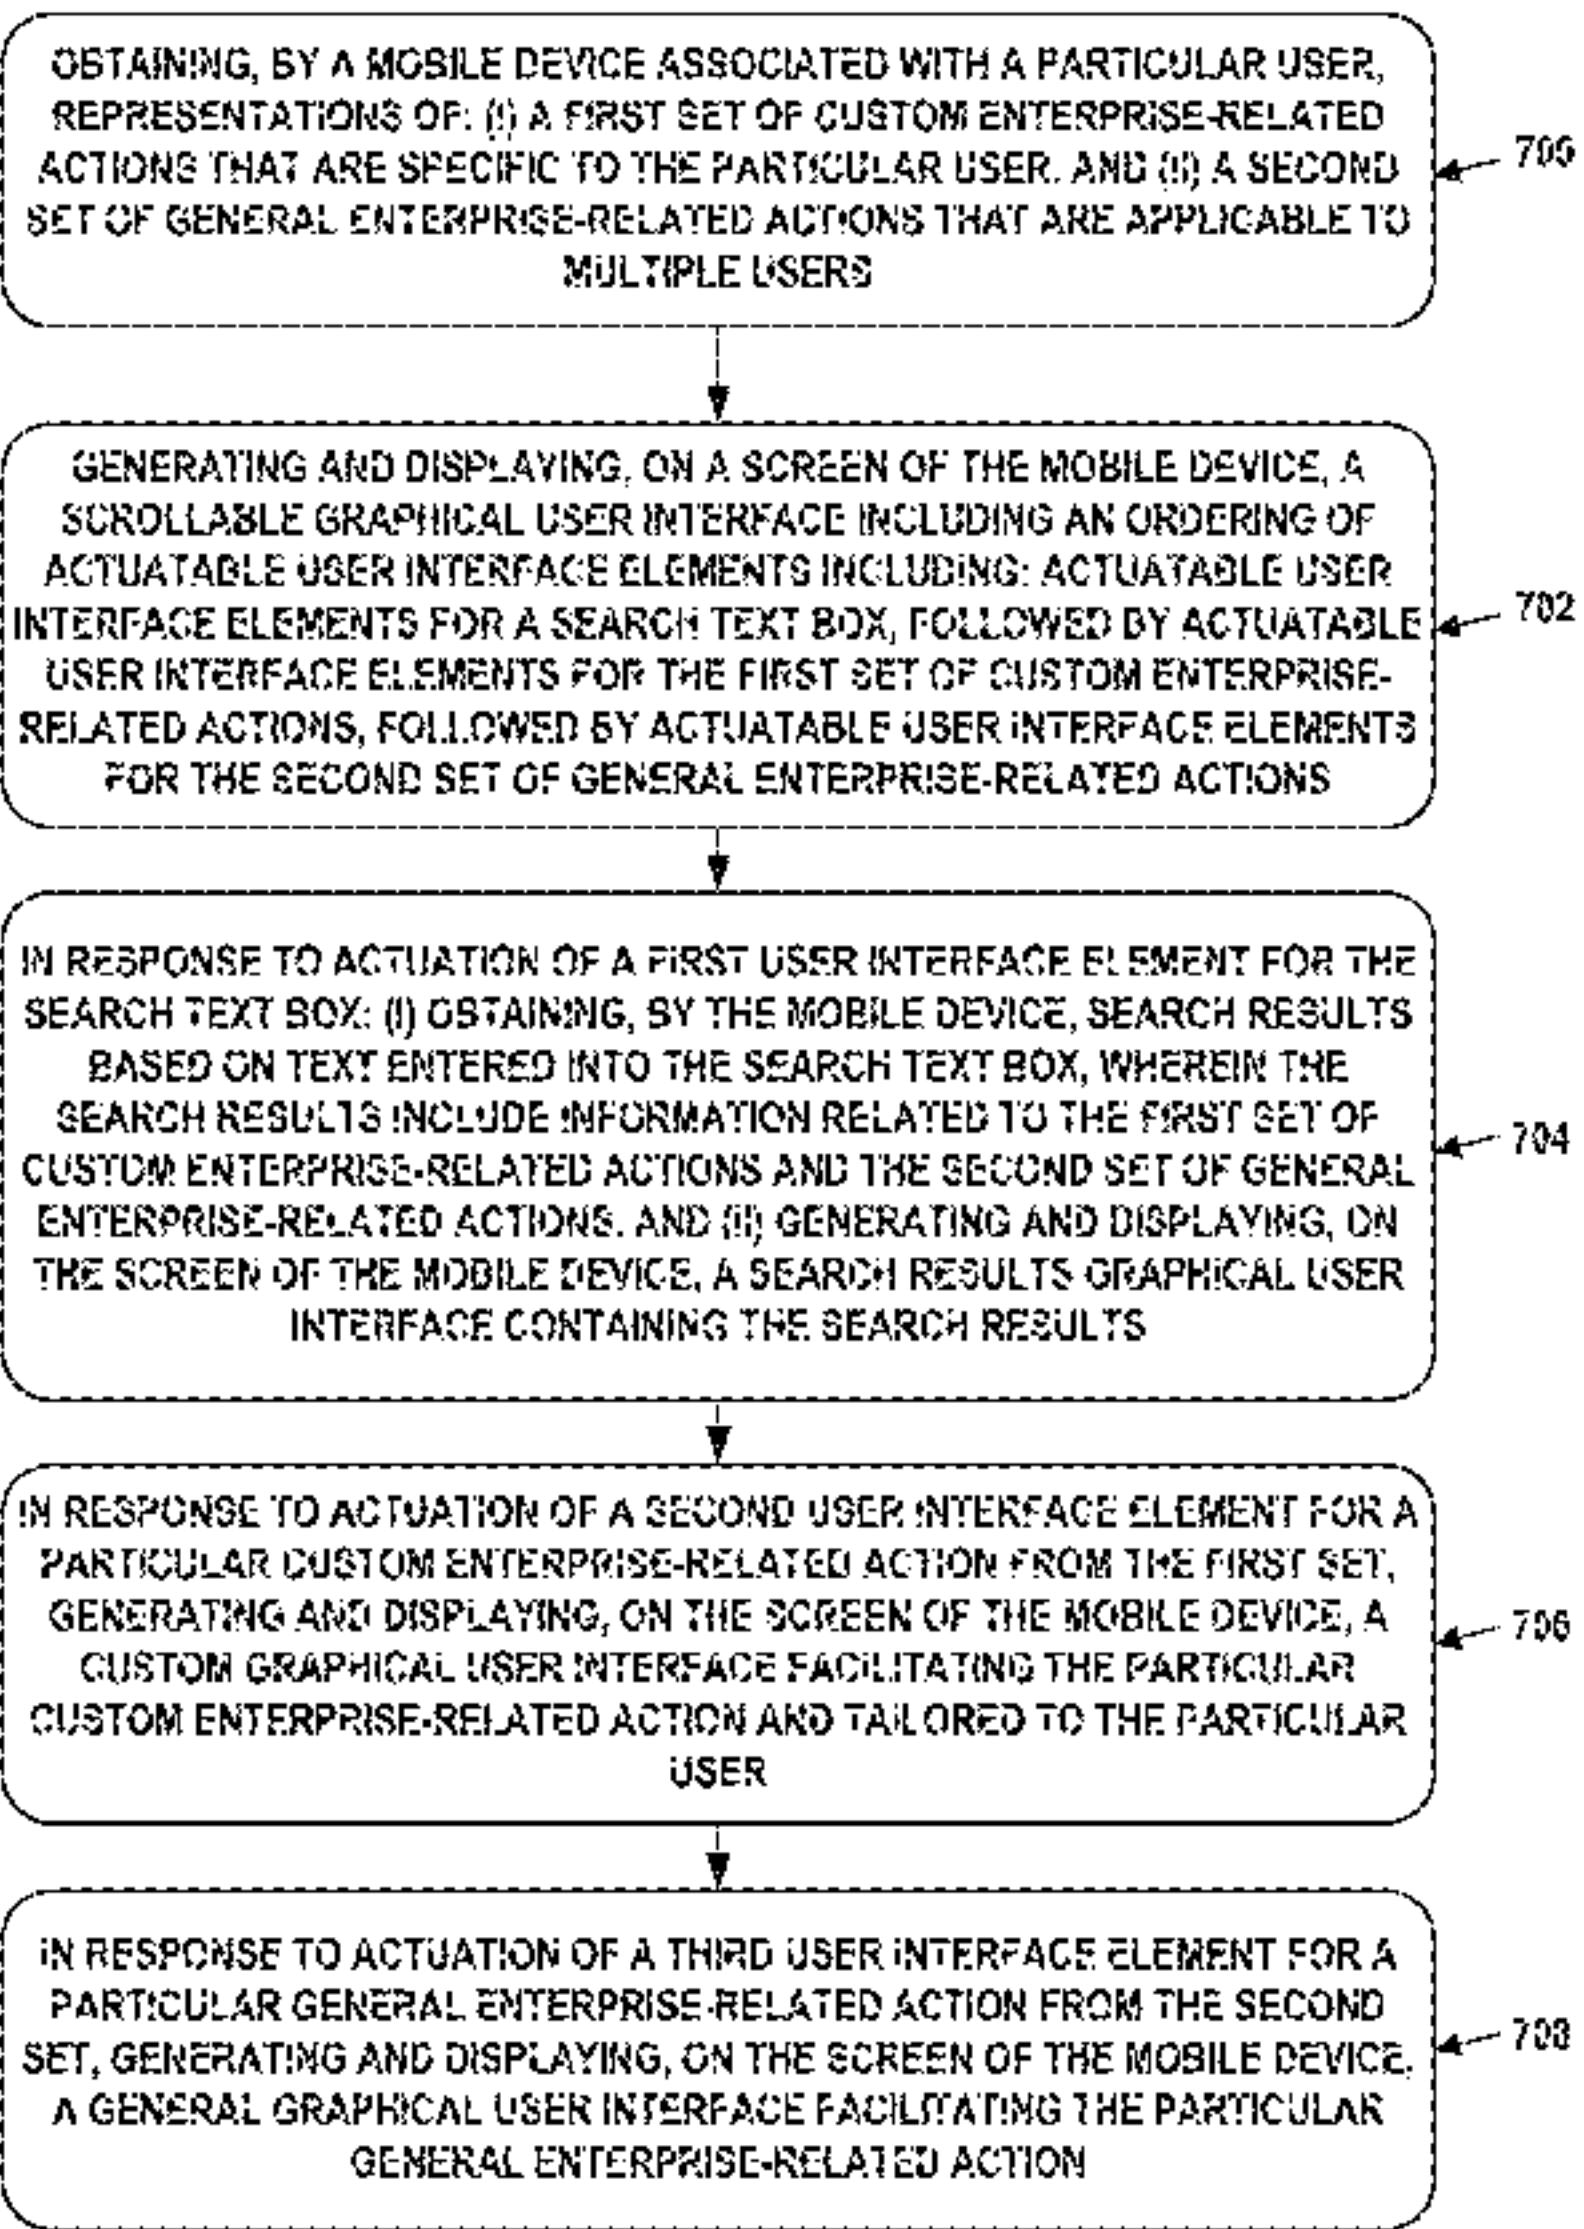 OBTAINING, BY A MOBILE DEVICE ASSOCIATED WITH A PARTICULAR USER,
REPRESENTATIONS OF: (I) A FIRST SET OF CUSTOM ENTERPRISE-RELATED
ACTIONS THAT ARE SPECIFIC TO THE PARTICULAR USER, AND (II) A SECOND
SET OF GENERAL ENTERPRISE-RELATED ACTIONS THAT ARE APPLICABLE TO
MULTIPLE USERS
700
GENERATING AND DISPLAYING, ON A SCREEN OF THE MOBILE DEVICE, A
SCROLLABLE GRAPHICAL USER INTERFACE INCLUDING AN ORDERING OF
ACTUATABLE USER INTERFACE ELEMENTS INCLUDING: ACTUATABLE USER
INTERFACE ELEMENTS FOR A SEARCH TEXT BOX, FOLLOWED BY ACTUATABLE
USER INTERFACE ELEMENTS FOR THE FIRST SET OF CUSTOM ENTERPRISE-
RELATED ACTIONS, FOLLOWED BY ACTUATABLE USER INTERFACE ELEMENTS
FOR THE SECOND SET OF GENERAL ENTERPRISE-RELATED ACTIONS
702
IN RESPONSE TO ACTUATION OF A FIRST USER INTERFACE ELEMENT FOR THE
SEARCH TEXT BOX: (I) OBTAINING, BY THE MOBILE DEVICE, SEARCH RESULTS
BASED ON TEXT ENTERED INTO THE SEARCH TEXT BOX, WHEREIN THE
SEARCH RESULTS INCLUDE INFORMATION RELATED TO THE FIRST SET OF
CUSTOM ENTERPRISE-RELATED ACTIONS AND THE SECOND SET OF GENERAL
ENTERPRISE-RELATED ACTIONS, AND (II) GENERATING AND DISPLAYING, ON
THE SCREEN OF THE MOBILE DEVICE, A SEARCH RESULTS GRAPHICAL USER
INTERFACE CONTAINING THE SEARCH RESULTS
704
IN RESPONSE TO ACTUATION OF A SECOND USER INTERFACE ELEMENT FOR A
PARTICULAR CUSTOM ENTERPRISE-RELATED ACTION FROM THE FIRST SET,
GENERATING AND DISPLAYING, ON THE SCREEN OF THE MOBILE DEVICE, A
CUSTOM GRAPHICAL USER INTERFACE FACILITATING THE PARTICULAR
CUSTOM ENTERPRISE-RELATED ACTION AND TAILORED TO THE PARTICULAR
USER
706
IN RESPONSE TO ACTUATION OF A THIRD USER INTERFACE ELEMENT FOR A
PARTICULAR GENERAL ENTERPRISE-RELATED ACTION FROM THE SECOND
SET, GENERATING AND DISPLAYING, ON THE SCREEN OF THE MOBILE DEVICE,
A GENERAL GRAPHICAL USER INTERFACE FACILITATING THE PARTICULAR
GENERAL ENTERPRISE-RELATED ACTION
708